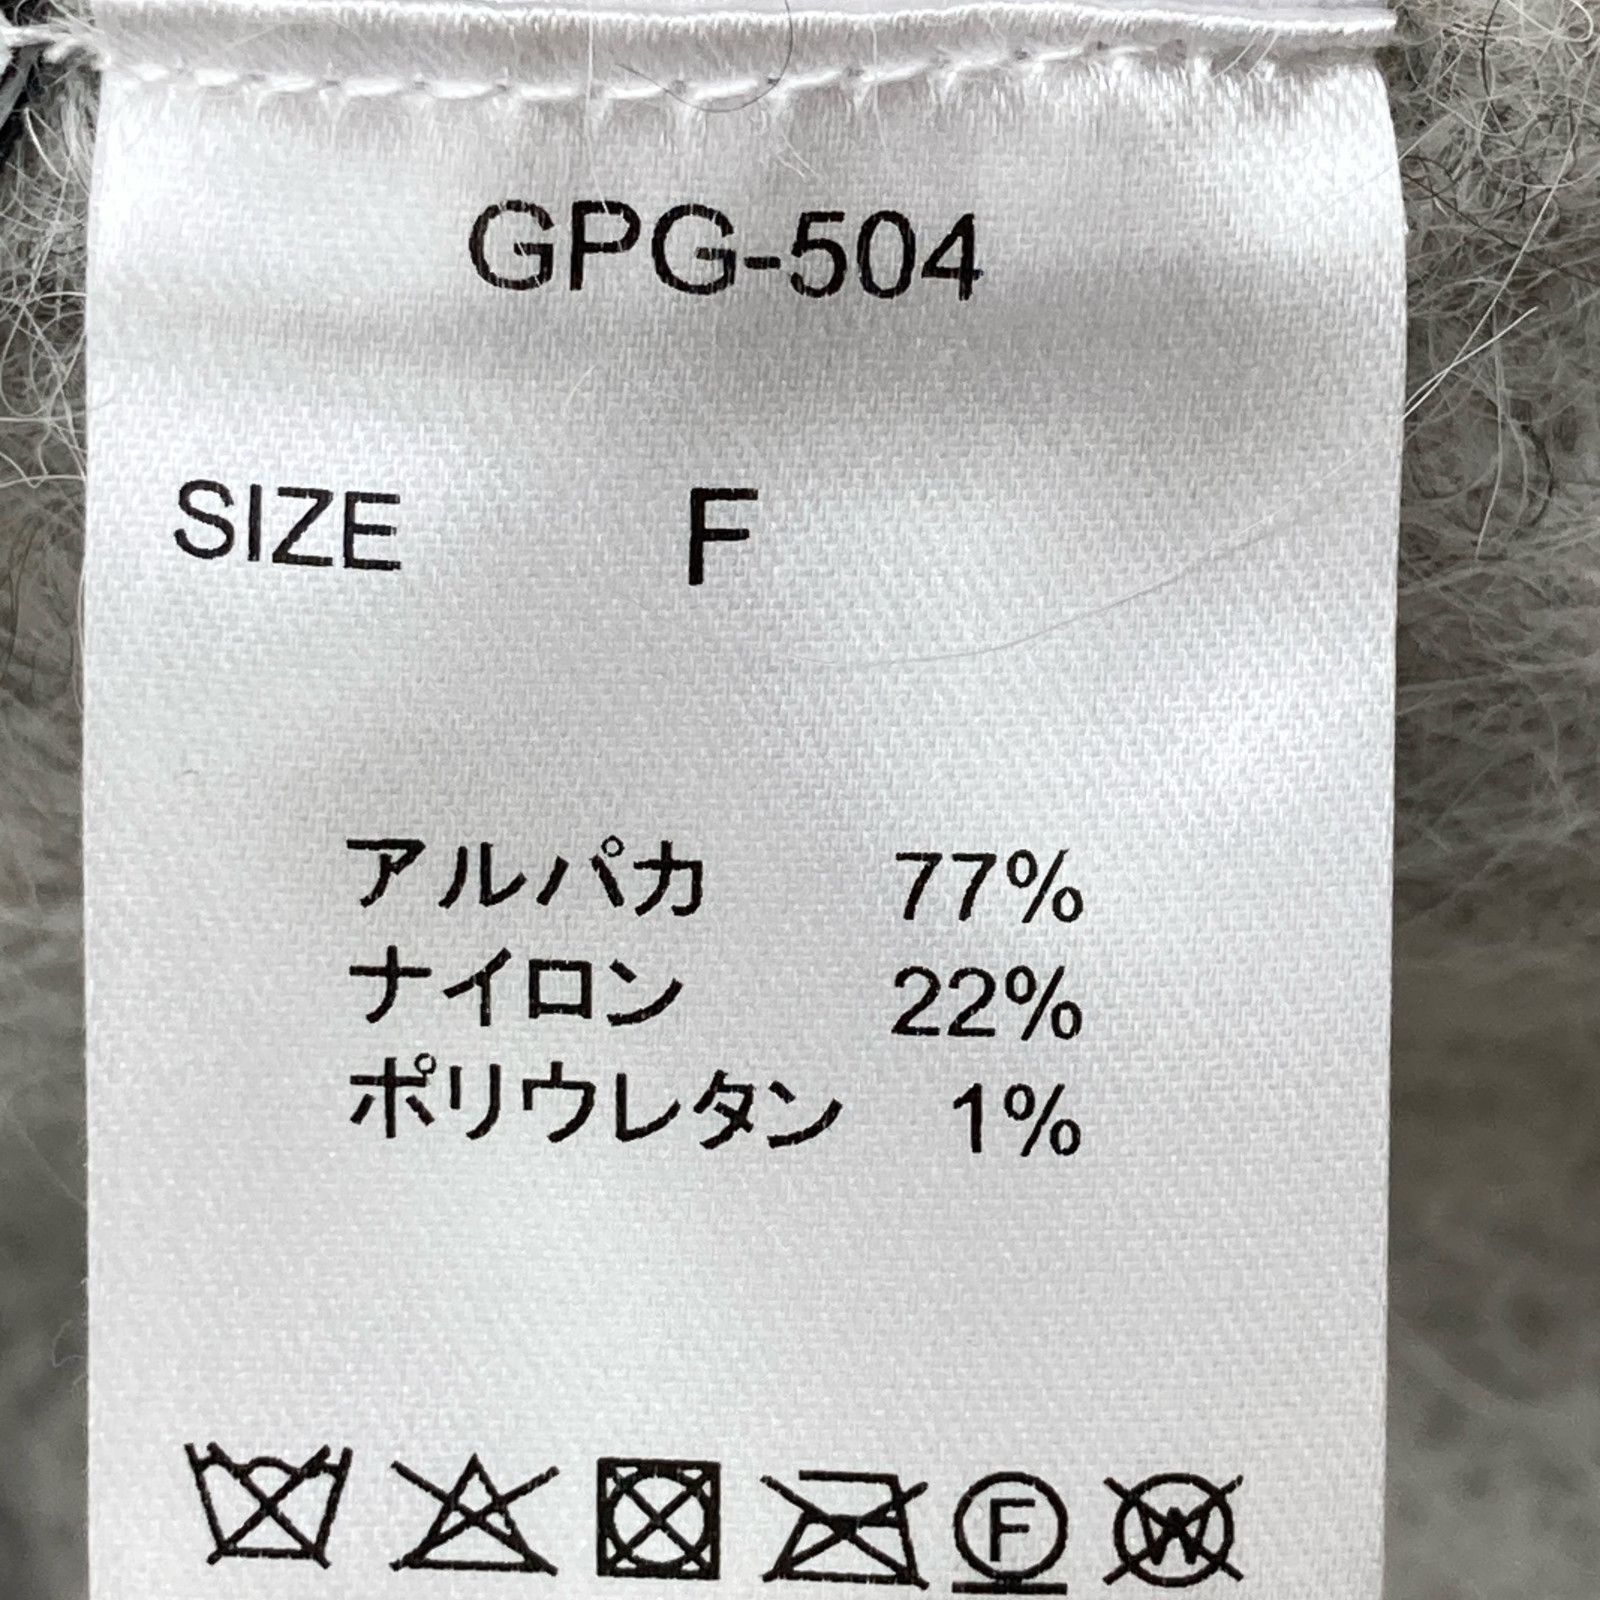 GPG-504
SIZE F
アルパカ 77%
ナイロン 22%
ポリウレタン 1%
F W